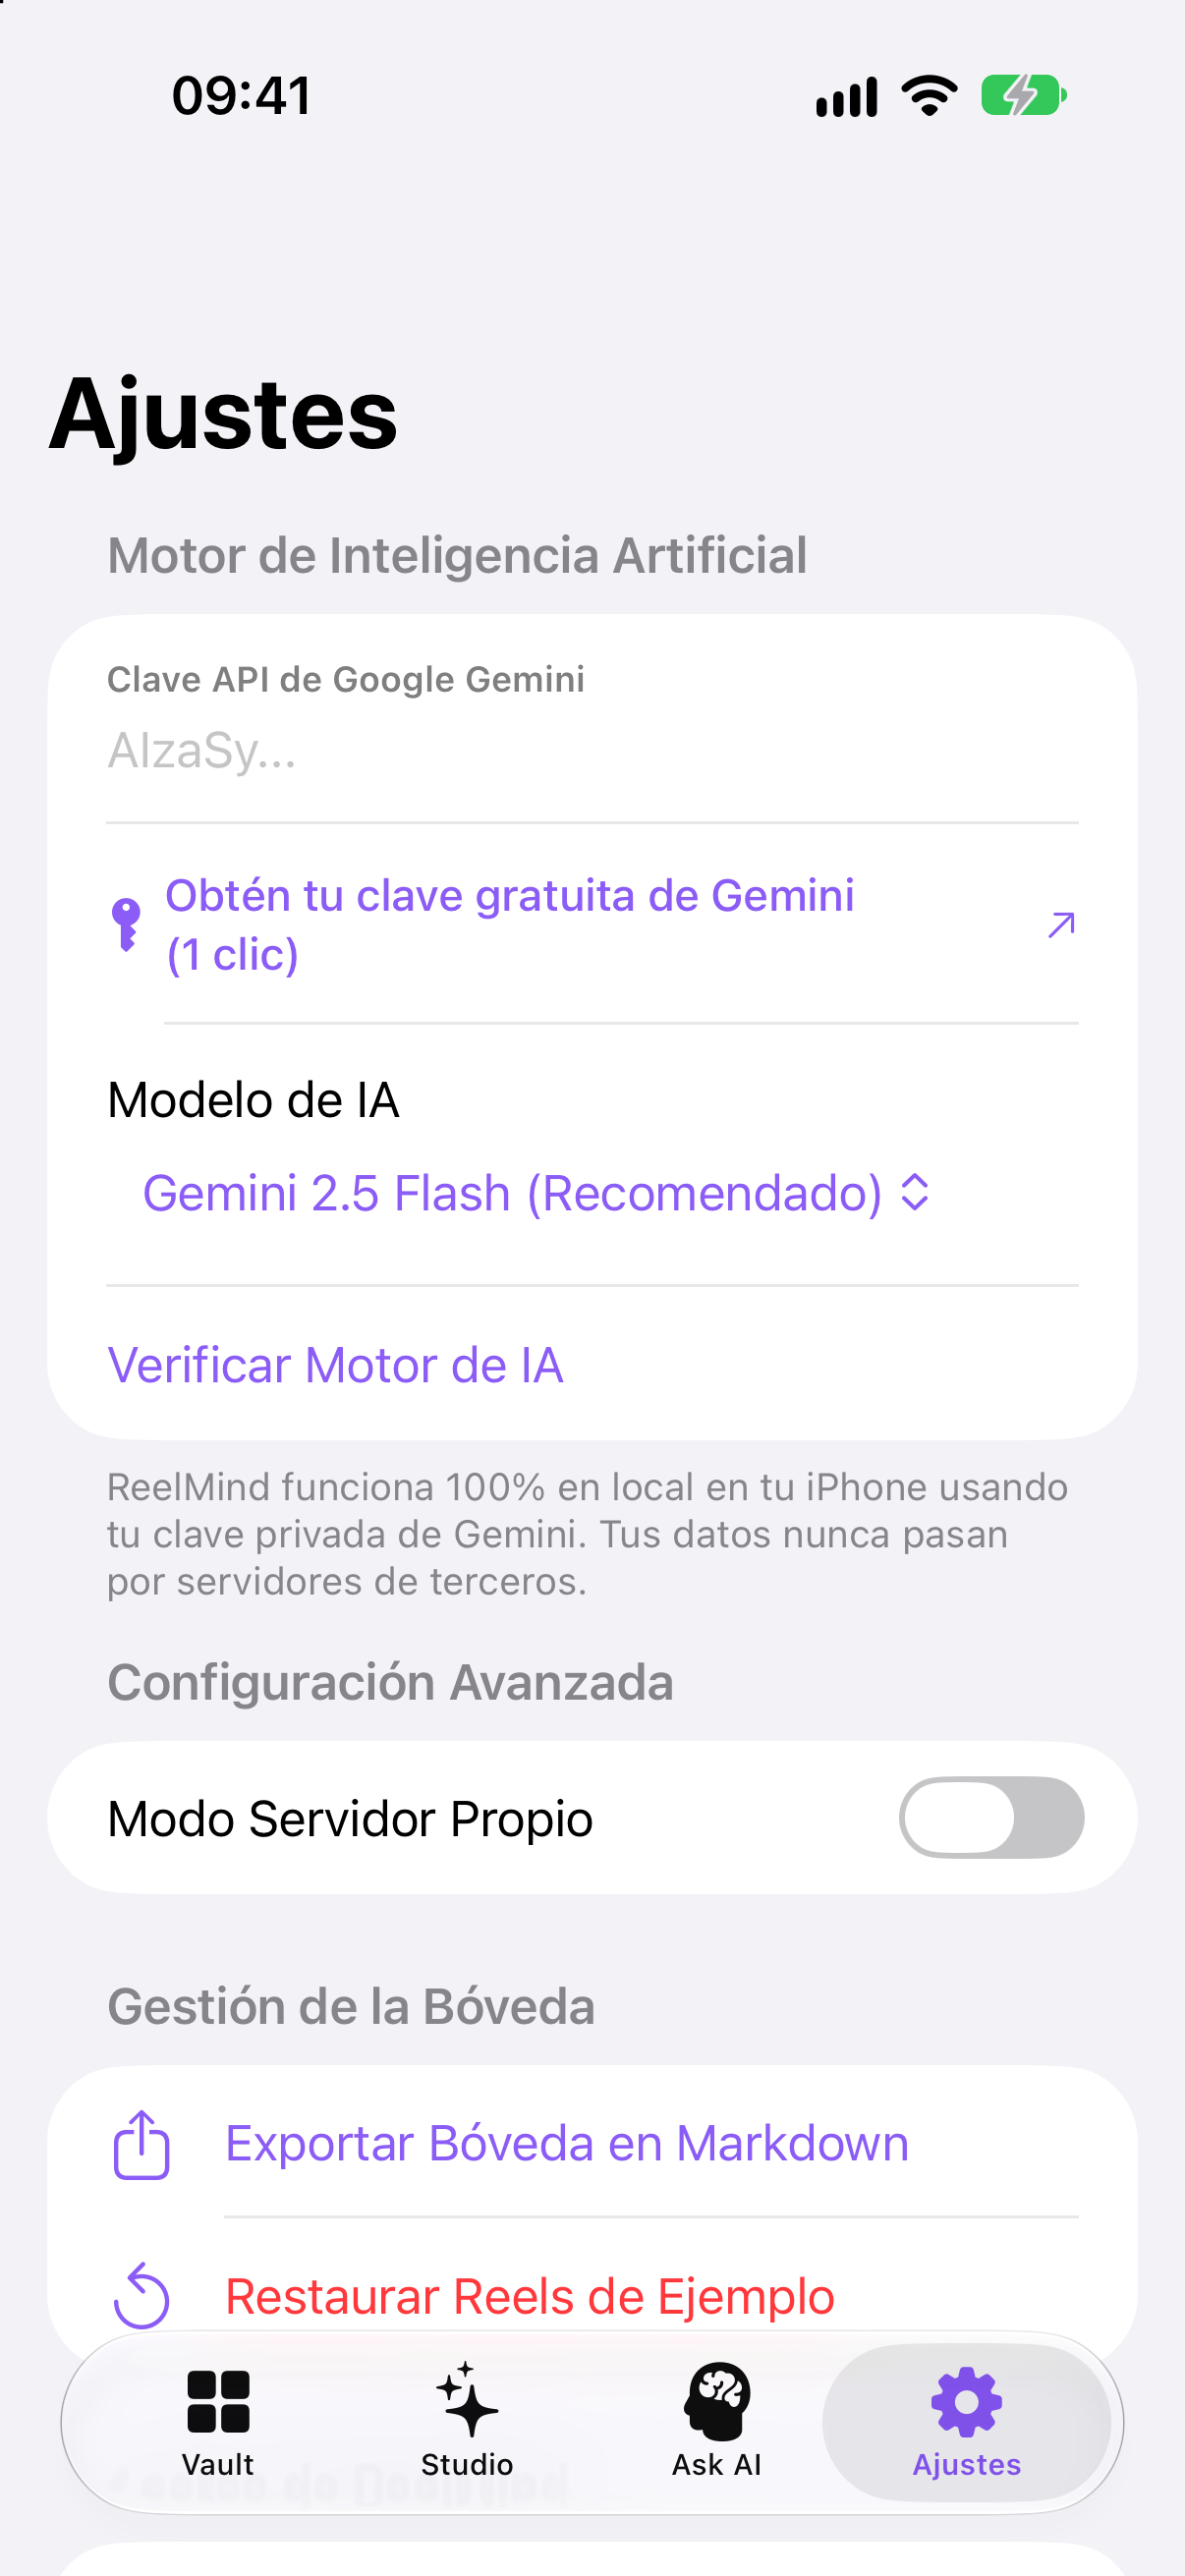 09:41
Ajustes
Motor de Inteligencia Artificial
Clave API de Google Gemini
AIzaSy...
Obtén tu clave gratuita de Gemini
(1 clic)
Modelo de IA
Gemini 2.5 Flash (Recomendado)
Verificar Motor de IA
ReelMind funciona 100% en local en tu iPhone usando
tu clave privada de Gemini. Tus datos nunca pasan
por servidores de terceros.
Configuración Avanzada
Modo Servidor Propio
Gestión de la Bóveda
Exportar Bóveda en Markdown
Restaurar Reels de Ejemplo
Vault
Studio
Ask AI
Ajustes